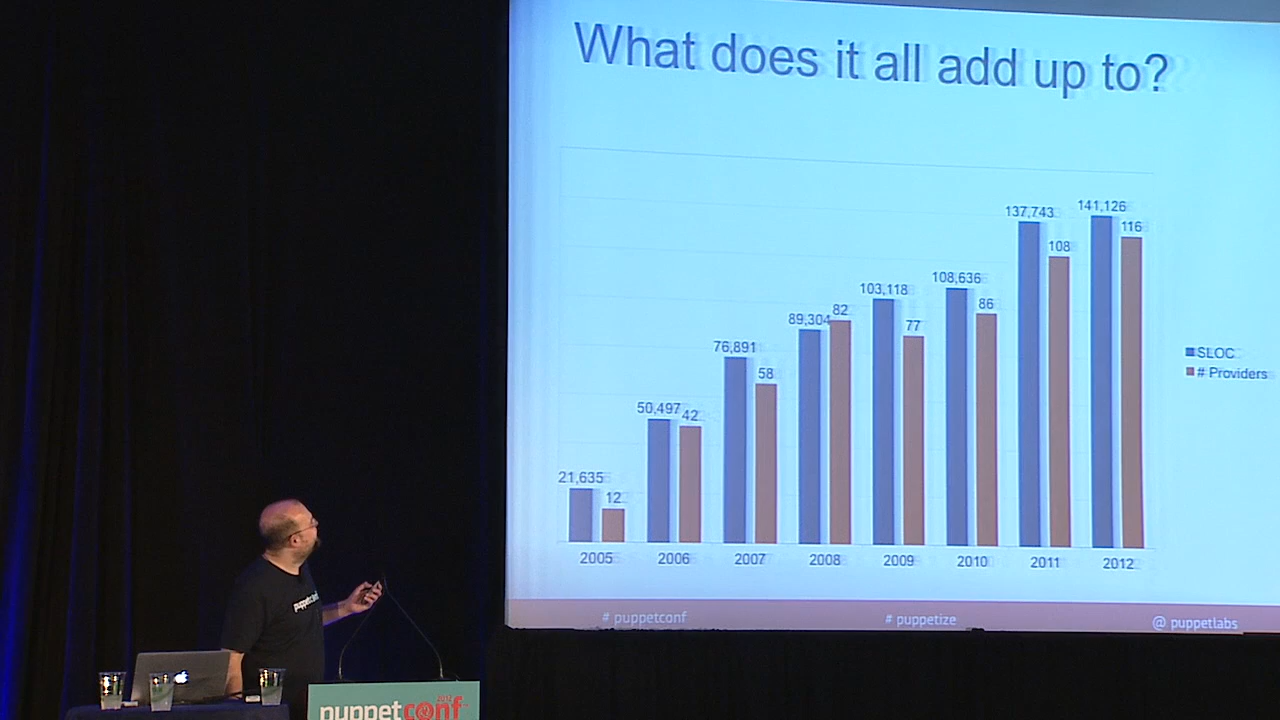 What does it all add up to?
137,743
141,126
116
108
108,636
103,118
86
89,304
82
77
76,891
58
50,497
42
21,635
12
SLOC
# Providers
2005 2006 2007 2008 2009 2010 2011 2012
# puppetconf # puppetize @ puppetlabs
2012
puppetconf